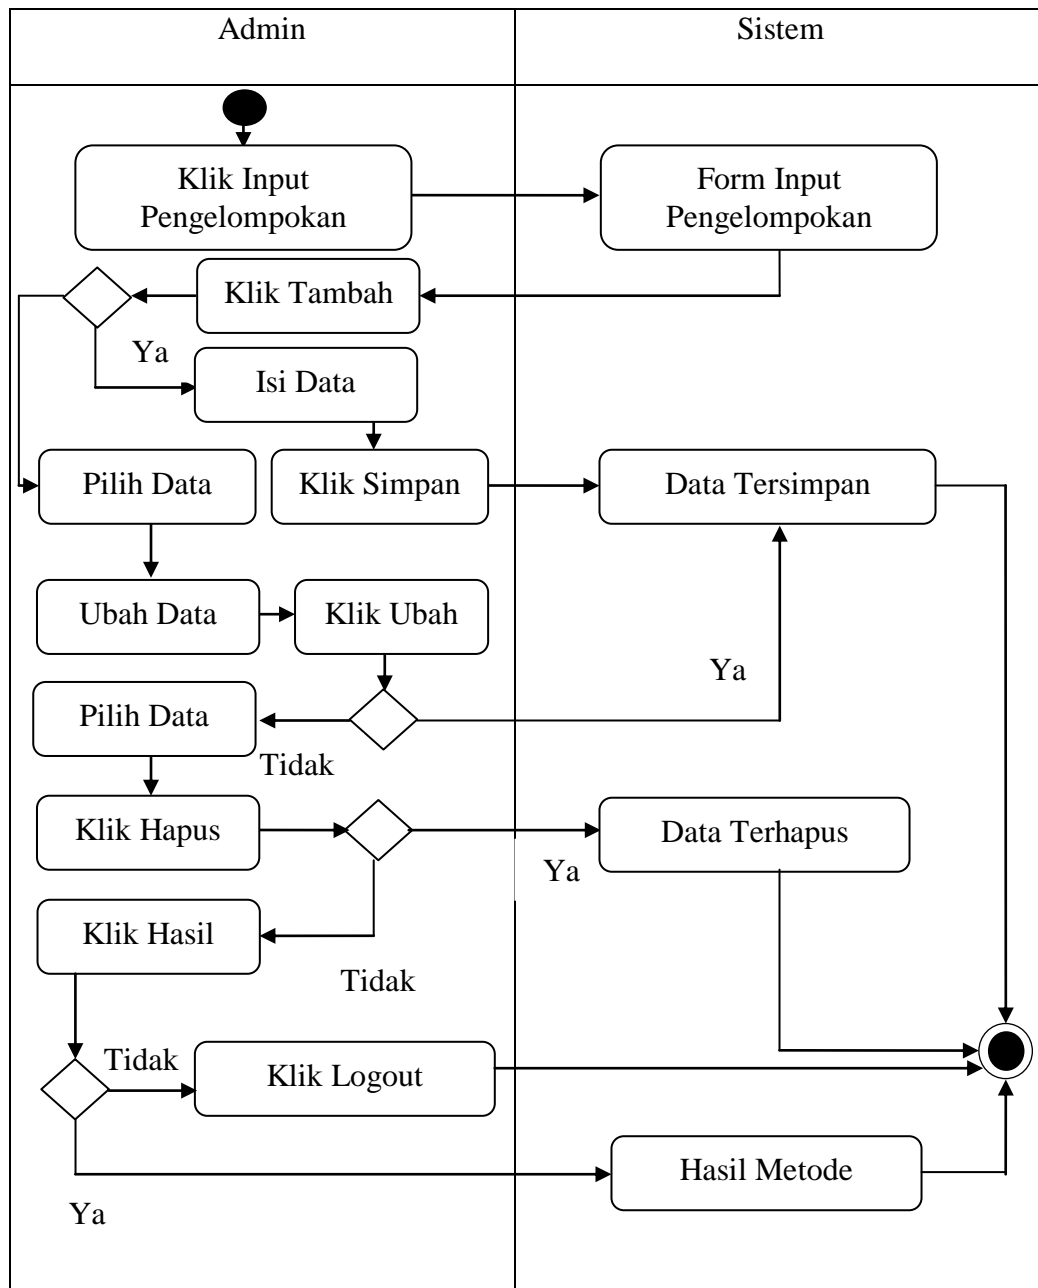 Admin
Sistem
Klik Input
Pengelompokan
Form Input
Pengelompokan
Klik Tambah
Ya
Isi Data
Pilih Data
Klik Simpan
Data Tersimpan
Ubah Data
Klik Ubah
Ya
Pilih Data
Tidak
Klik Hapus
Data Terhapus
Ya
Klik Hasil
Tidak
Tidak
Klik Logout
Hasil Metode
Ya